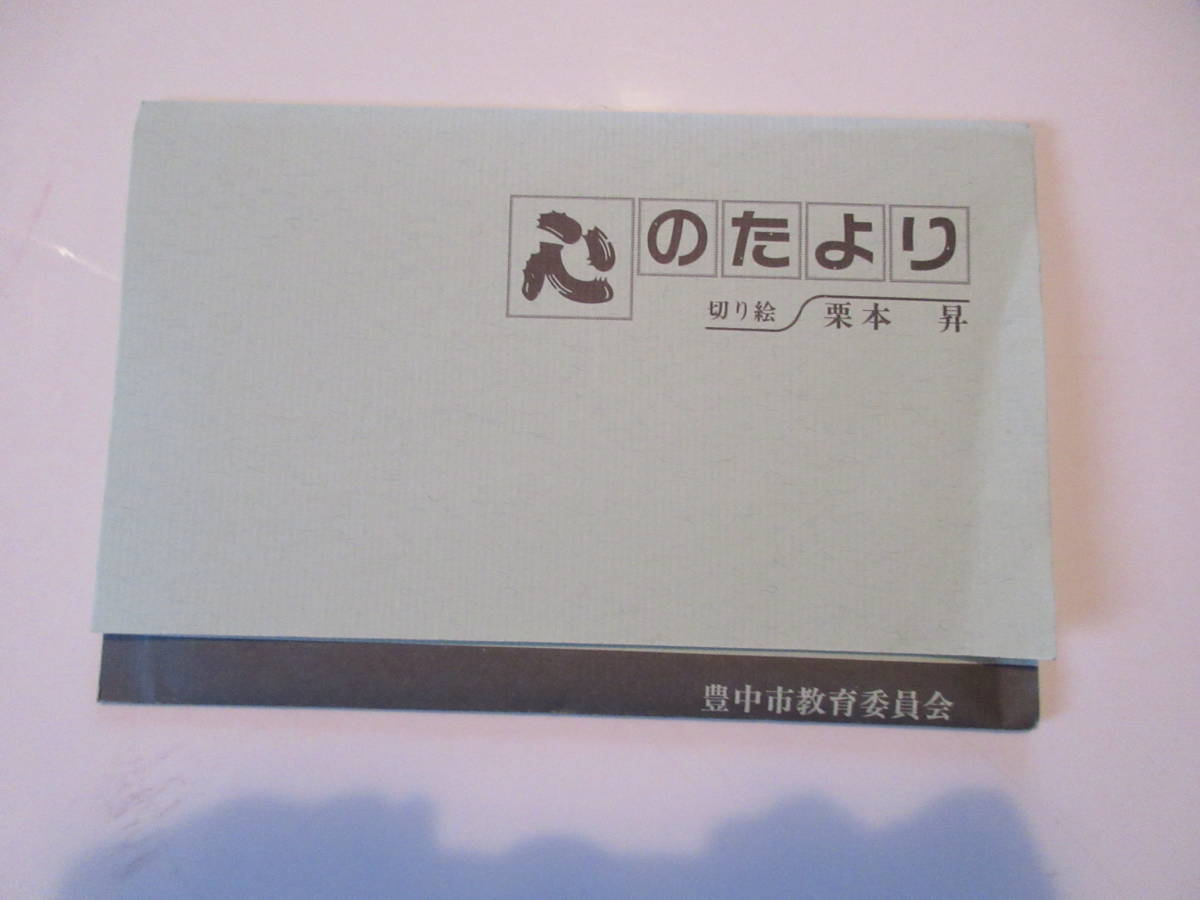 心のたより
切り絵 栗本 昇
豊中市教育委員会